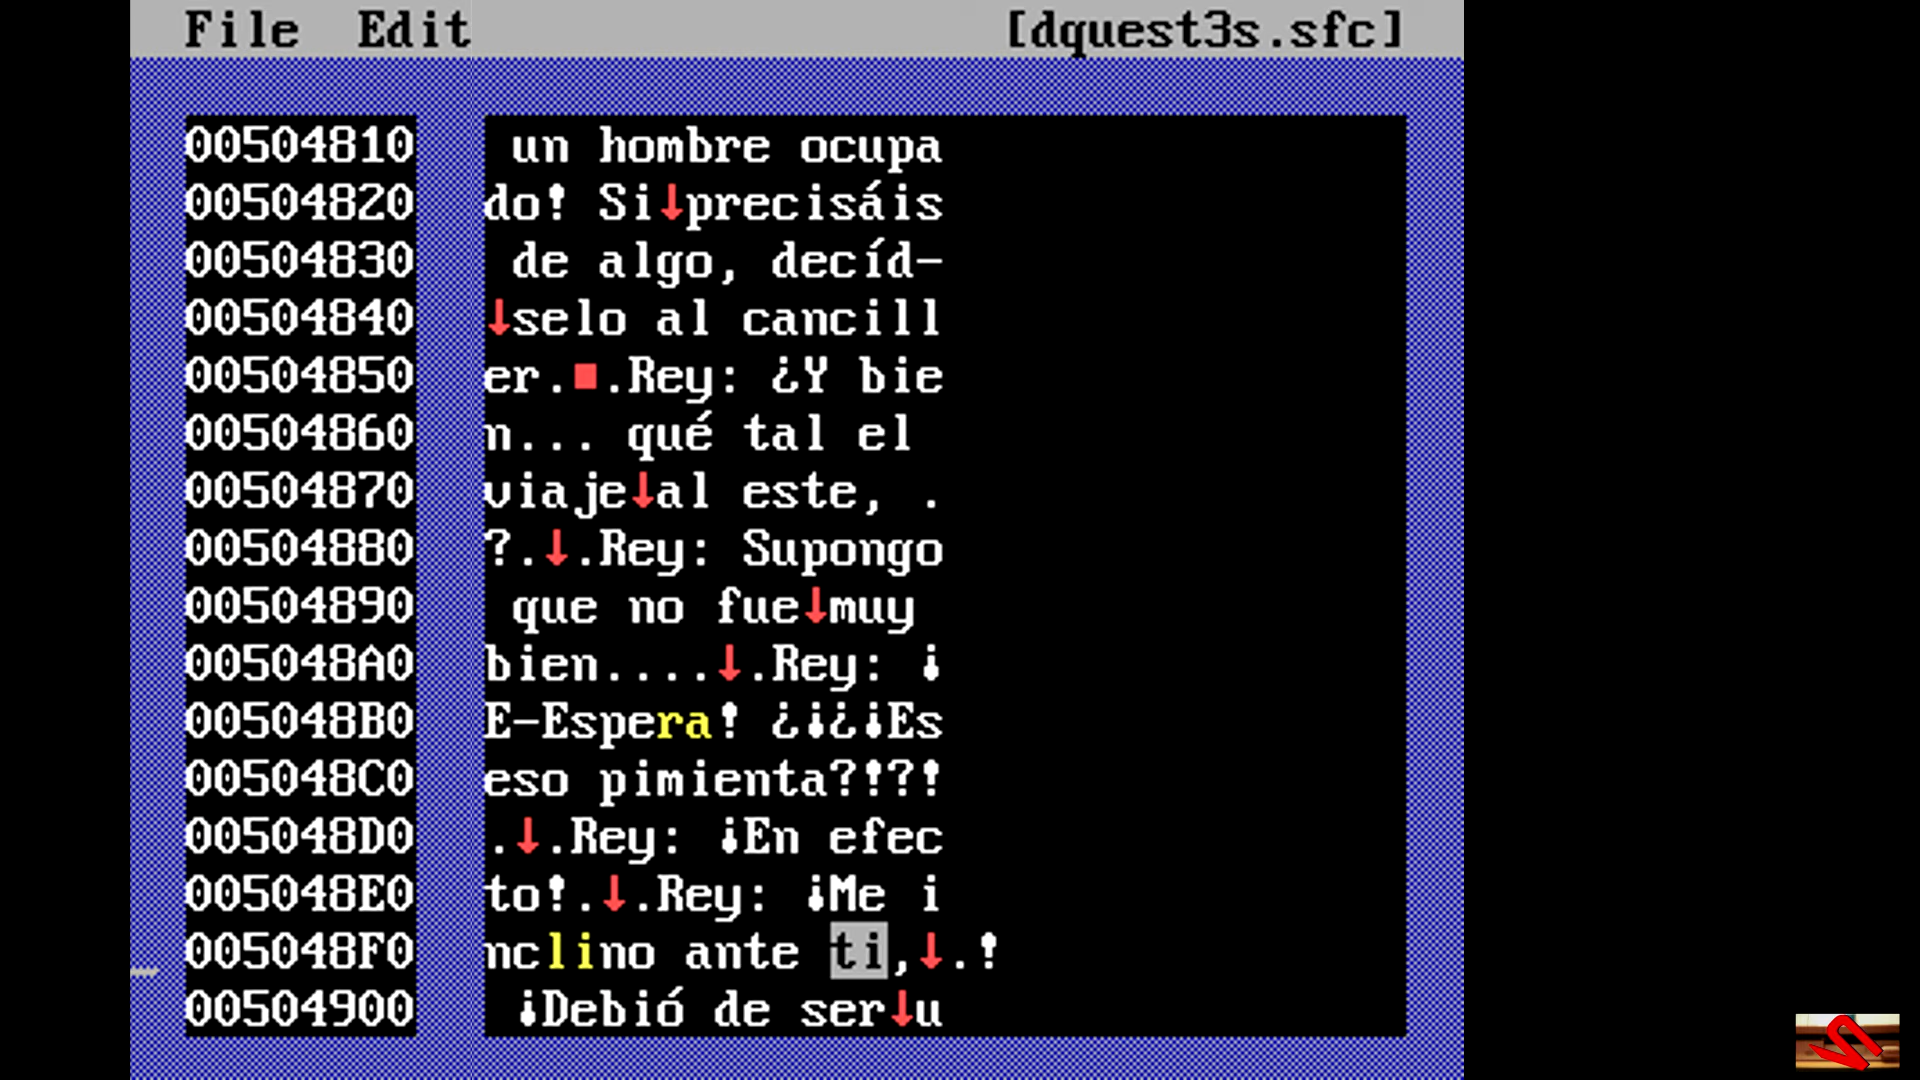 File Edit [dquest3s.sfc]
00504810  un hombre ocupa
00504820 do! Si↓precisáis
00504830  de algo, decíd-
00504840 ↓selo al cancill
00504850 er.■.Rey: ¿Y bie
00504860 n... qué tal el
00504870 viaje↓al este, .
00504880 ?.↓.Rey: Supongo
00504890  que no fue↓muy
005048A0 bien....↓.Rey: ¡
005048B0 E-Espera! ¿¡¿¡Es
005048C0 eso pimienta?!?!
005048D0 .↓.Rey: ¡En efec
005048E0 to!.↓.Rey: ¡Me i
005048F0 nclino ante ti,↓.!
00504900  ¡Debió de ser↓u